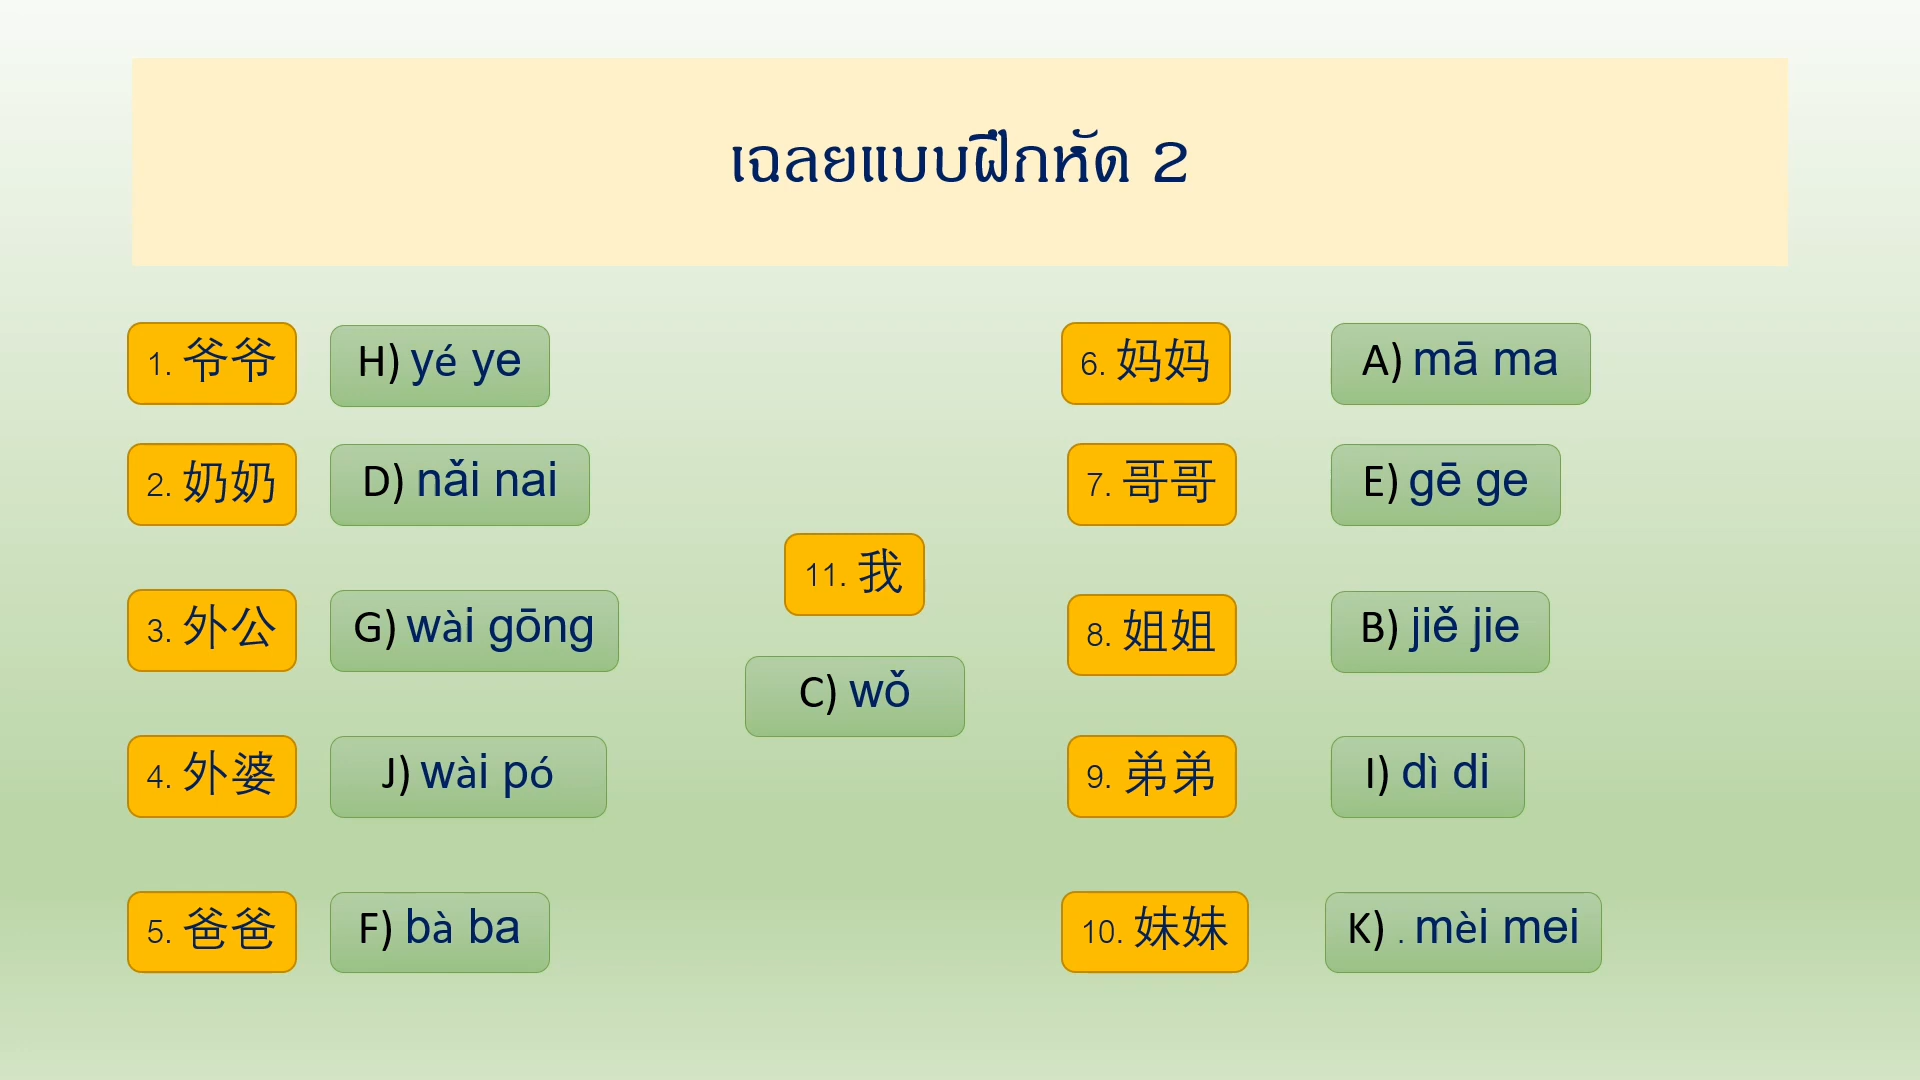 เฉลยแบบฝึกหัด 2
1. 爷爷
H) yé ye
2. 奶奶
D) nǎi nai
3. 外公
G) wài gōng
4. 外婆
J) wài pó
5. 爸爸
F) bà ba
11. 我
C) wǒ
6. 妈妈
A) mā ma
7. 哥哥
E) gē ge
8. 姐姐
B) jiě jie
9. 弟弟
I) dì di
10. 妹妹
K) . mèi mei